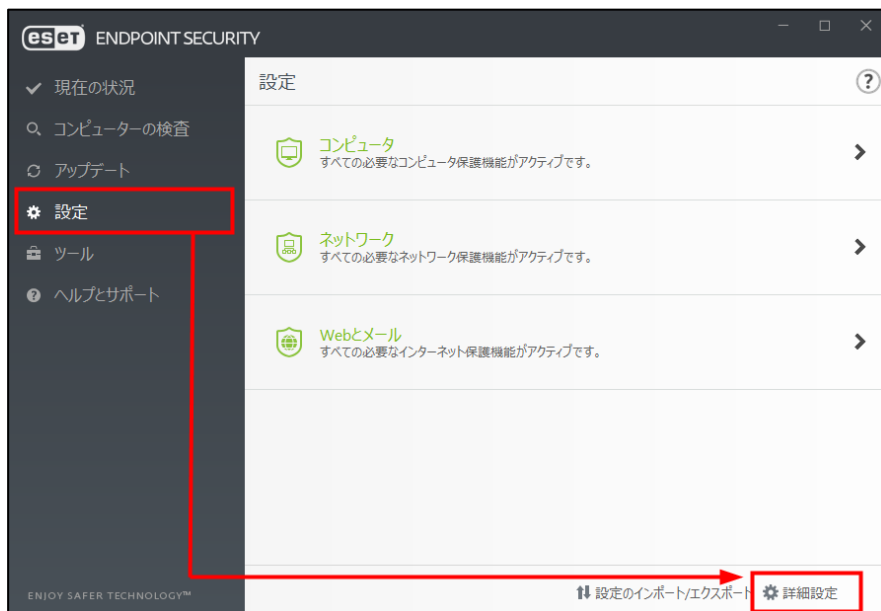 eset ENDPOINT SECURITY
現在の状況
コンピューターの検査
アップデート
設定
ツール
ヘルプとサポート
ENJOY SAFER TECHNOLOGY™
設定
?
コンピュータ
すべての必要なコンピュータ保護機能がアクティブです。
ネットワーク
すべての必要なネットワーク保護機能がアクティブです。
Webとメール
すべての必要なインターネット保護機能がアクティブです。
設定のインポート/エクスポート
詳細設定